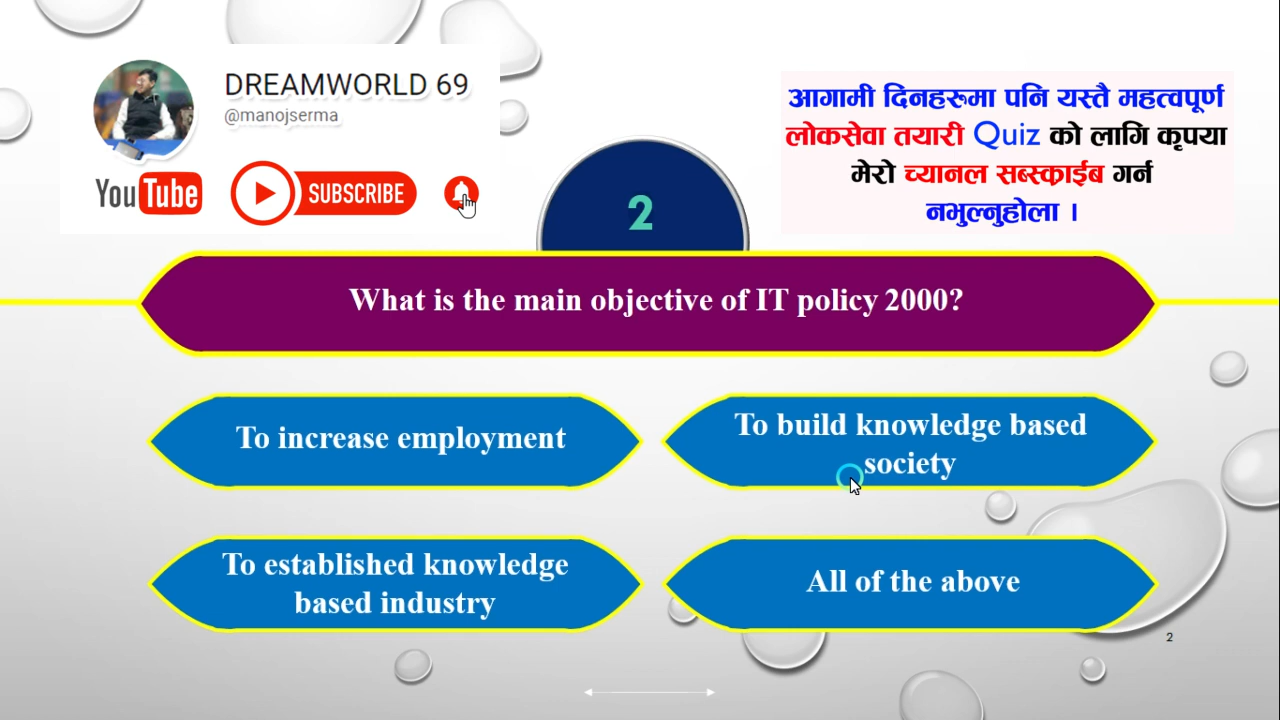 DREAMWORLD 69
@manojserma
YouTube
SUBSCRIBE
आगामी दिनहरुमा पनि यस्तै महत्वपूर्ण
लोकसेवा तयारी Quiz को लागि कृपया
मेरो च्यानल सब्स्क्राईब गर्न
नभुल्नुहोला ।
2
What is the main objective of IT policy 2000?
To increase employment
To build knowledge based
society
To established knowledge
based industry
All of the above
2